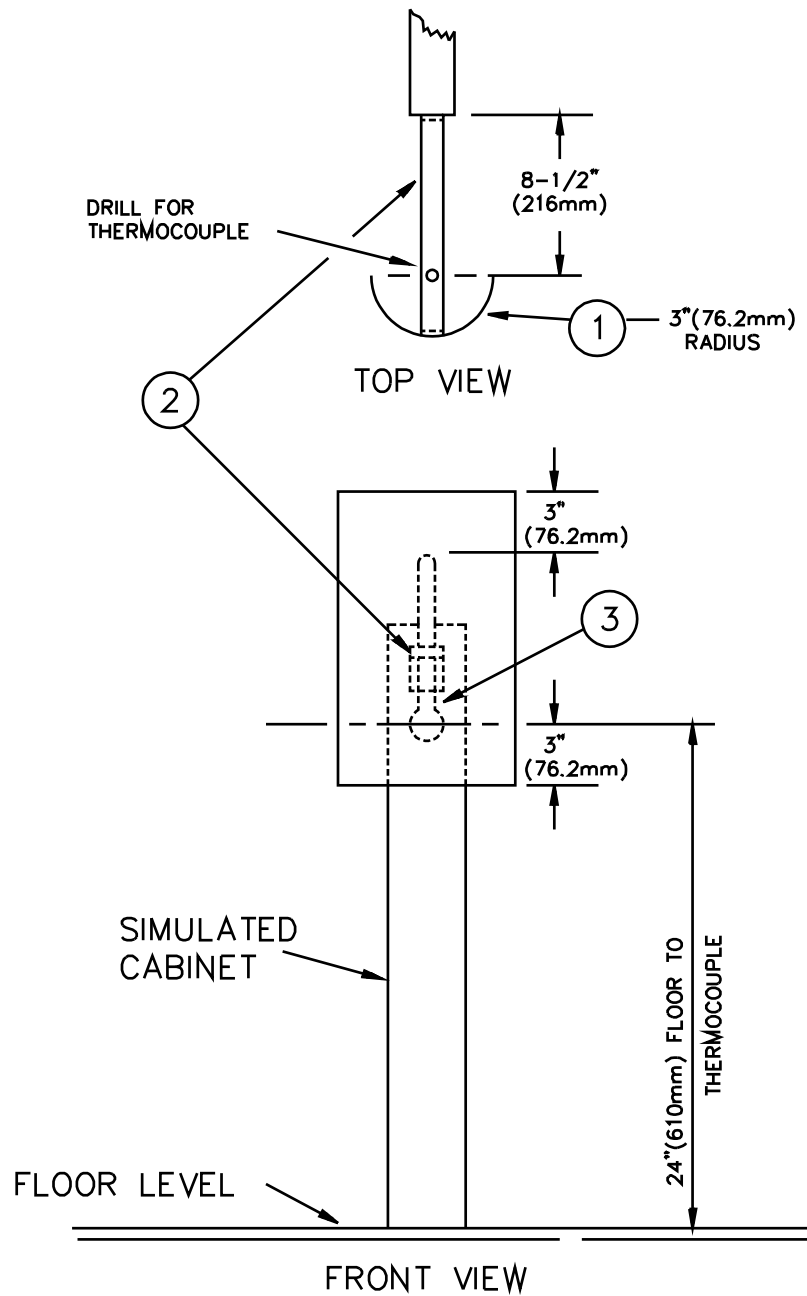 8-1/2"
(216mm)
DRILL FOR
THERMOCOUPLE
1
3"(76.2mm)
RADIUS
TOP VIEW
2
3"
(76.2mm)
3
3"
(76.2mm)
SIMULATED
CABINET
24"(610mm) FLOOR TO
THERMOCOUPLE
FLOOR LEVEL
FRONT VIEW